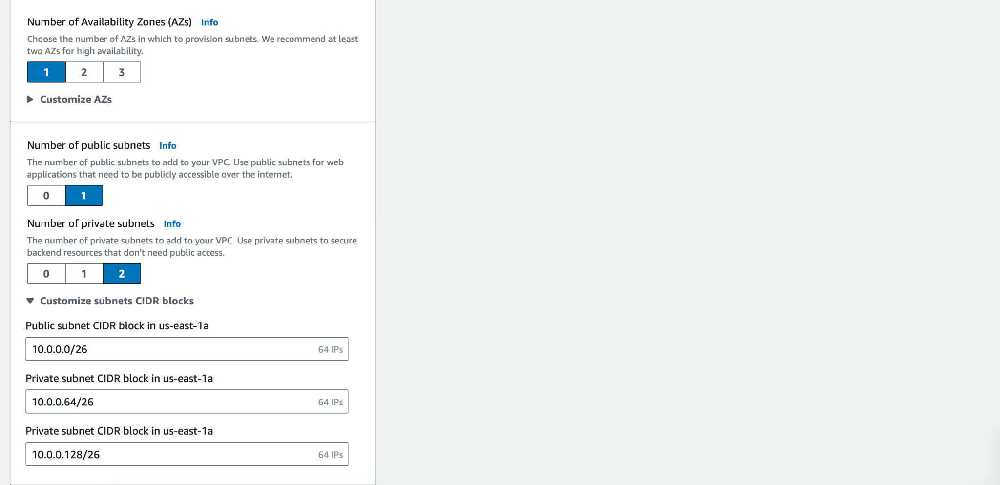 Number of Availability Zones (AZs) Info
Choose the number of AZs in which to provision subnets. We recommend at least
two AZs for high availability.
1 2 3
Customize AZs
Number of public subnets Info
The number of public subnets to add to your VPC. Use public subnets for web
applications that need to be publicly accessible over the internet.
0 1
Number of private subnets Info
The number of private subnets to add to your VPC. Use private subnets to secure
backend resources that don't need public access.
0 1 2
Customize subnets CIDR blocks
Public subnet CIDR block in us-east-1a
10.0.0.0/26 64 IPs
Private subnet CIDR block in us-east-1a
10.0.0.64/26 64 IPs
Private subnet CIDR block in us-east-1a
10.0.0.128/26 64 IPs